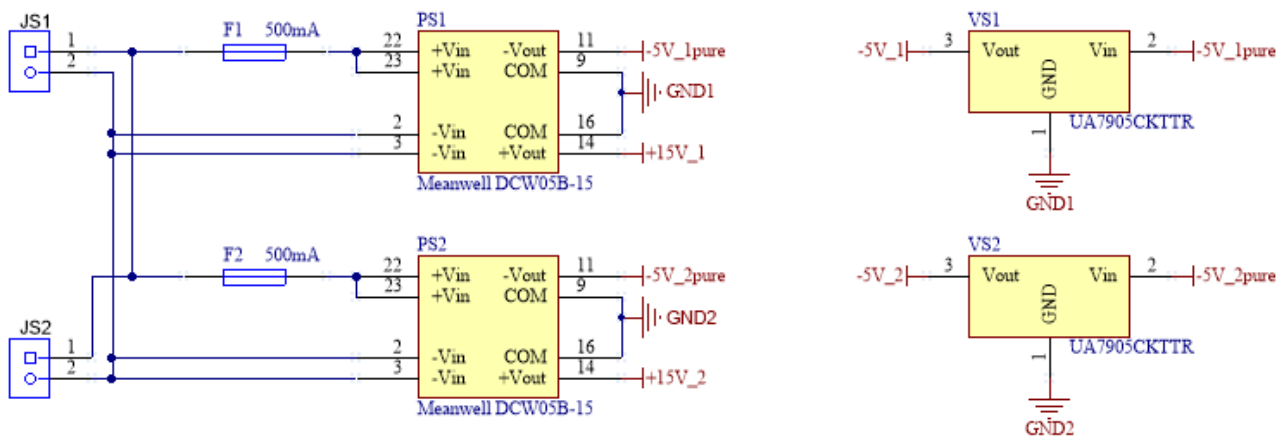 JS1
1
2
F1 500mA
PS1
22 +Vin -Vout 11 -5V_1pure
23 +Vin COM 9
GND1
2 -Vin COM 16
3 -Vin +Vout 14 +15V_1
Meanwell DCW05B-15
VS1
-5V_1 3 Vout Vin 2 -5V_1pure
GND
1
UA7905CKTTR
GND1
JS2
1
2
F2 500mA
PS2
22 +Vin -Vout 11 -5V_2pure
23 +Vin COM 9
GND2
2 -Vin COM 16
3 -Vin +Vout 14 +15V_2
Meanwell DCW05B-15
VS2
-5V_2 3 Vout Vin 2 -5V_2pure
GND
1
UA7905CKTTR
GND2